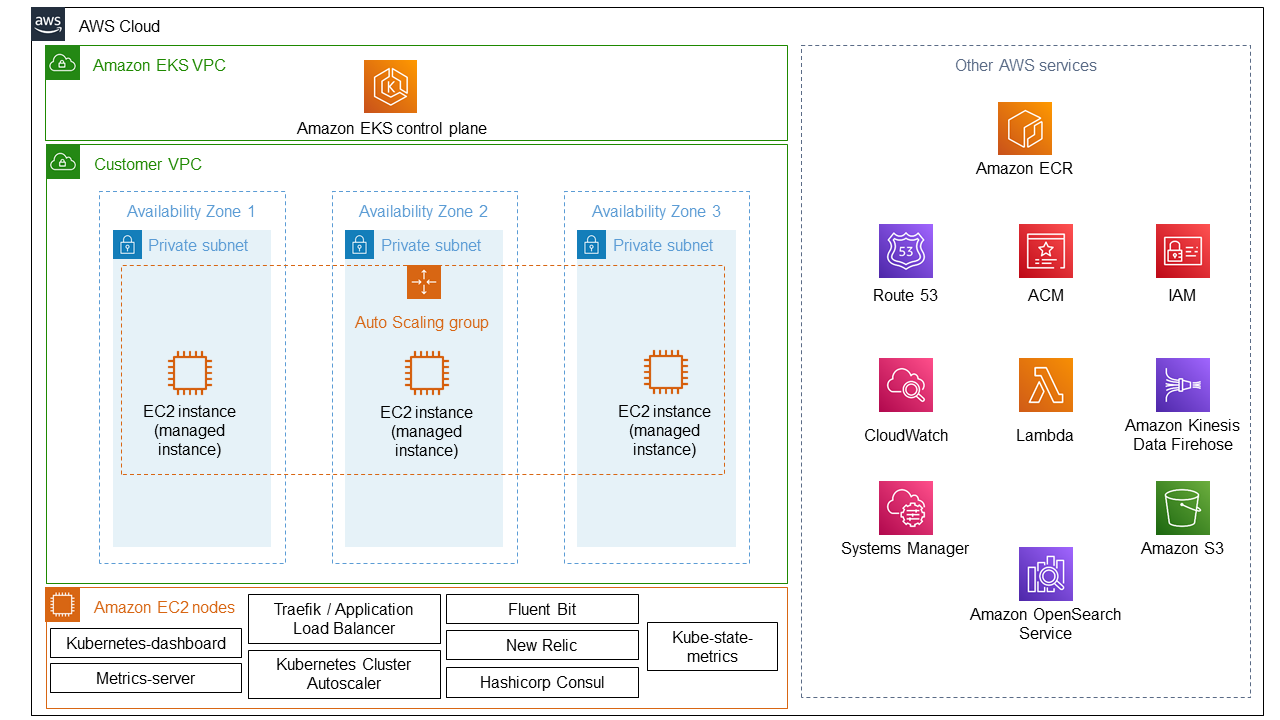 aws
AWS Cloud
Amazon EKS VPC
Amazon EKS control plane
Customer VPC
Availability Zone 1
Private subnet
EC2 instance
(managed
instance)
Availability Zone 2
Private subnet
Auto Scaling group
EC2 instance
(managed
instance)
Availability Zone 3
Private subnet
EC2 instance
(managed
instance)
Amazon EC2 nodes
Kubernetes-dashboard
Metrics-server
Traefik / Application
Load Balancer
Kubernetes Cluster
Autoscaler
Fluent Bit
New Relic
Hashicorp Consul
Kube-state-
metrics
Other AWS services
Amazon ECR
53
Route 53
ACM
IAM
CloudWatch
Lambda
Amazon Kinesis
Data Firehose
Systems Manager
Amazon S3
Amazon OpenSearch
Service
K